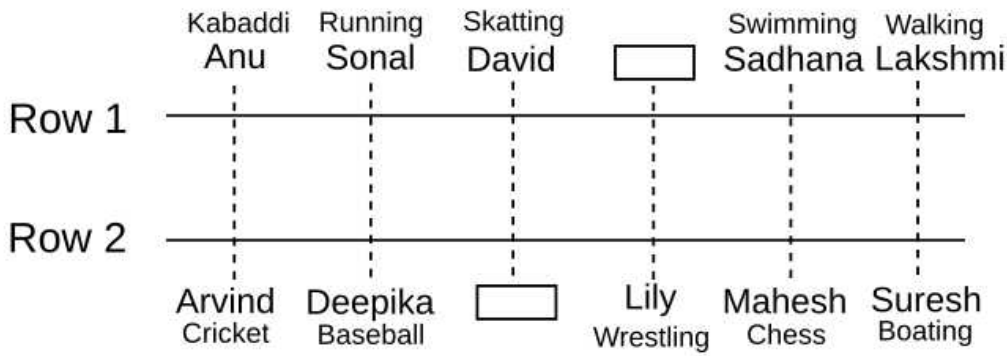 Kabaddi Running Skatting Swimming Walking
Anu Sonal David Sadhana Lakshmi
Row 1
Row 2
Arvind Deepika Lily Mahesh Suresh
Cricket Baseball Wrestling Chess Boating